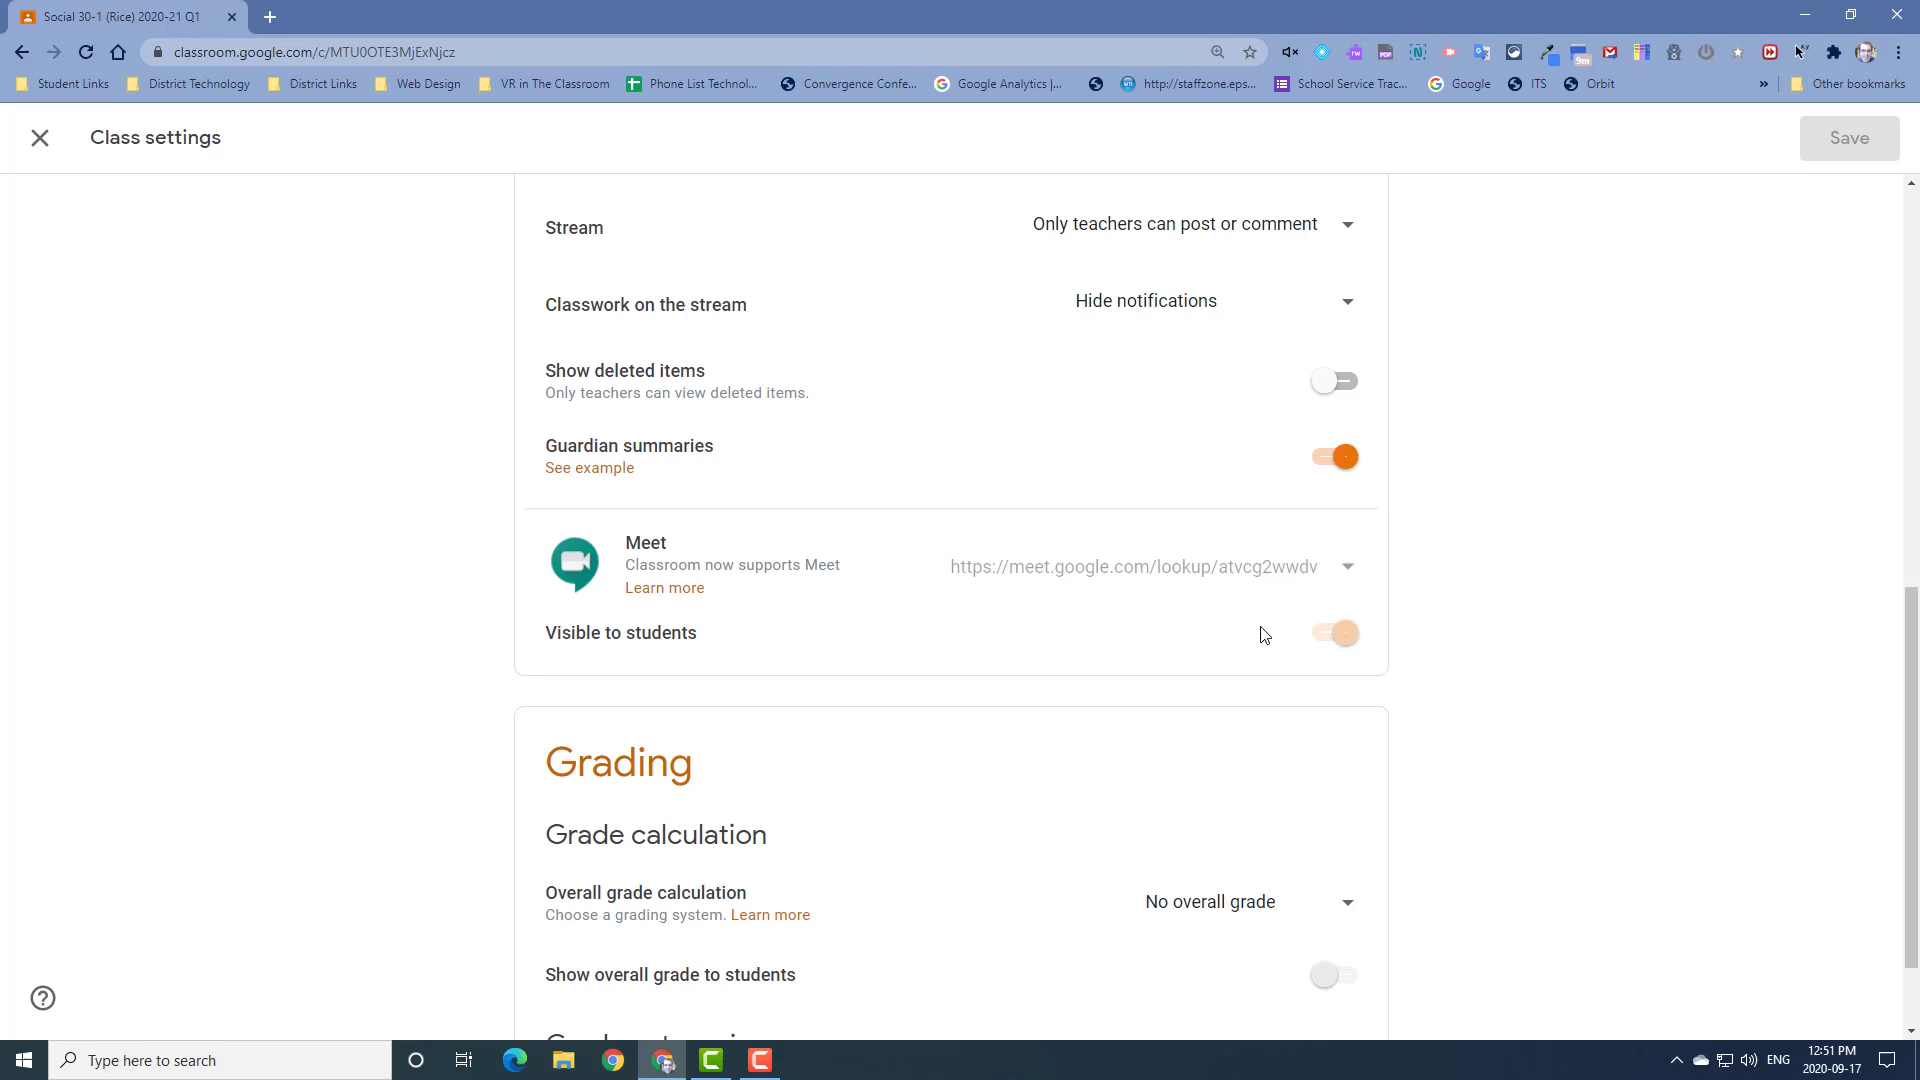 Social 30-1 (Rice) 2020-21 Q1
classroom.google.com/c/MTU0OTE3MjExNjcz
9m
Student Links
District Technology
District Links
Web Design
VR in The Classroom
Phone List Technol...
Convergence Confe...
Google Analytics |...
http://staffzone.eps...
School Service Trac...
Google
ITS
Orbit
»
Other bookmarks
Class settings
Save
Stream
Only teachers can post or comment
Classwork on the stream
Hide notifications
Show deleted items
Only teachers can view deleted items.
Guardian summaries
See example
Meet
Classroom now supports Meet
https://meet.google.com/lookup/atvcg2wwdv
Learn more
Visible to students
Grading
Grade calculation
Overall grade calculation
Choose a grading system. Learn more
No overall grade
Show overall grade to students
Type here to search
ENG
12:51 PM
2020-09-17